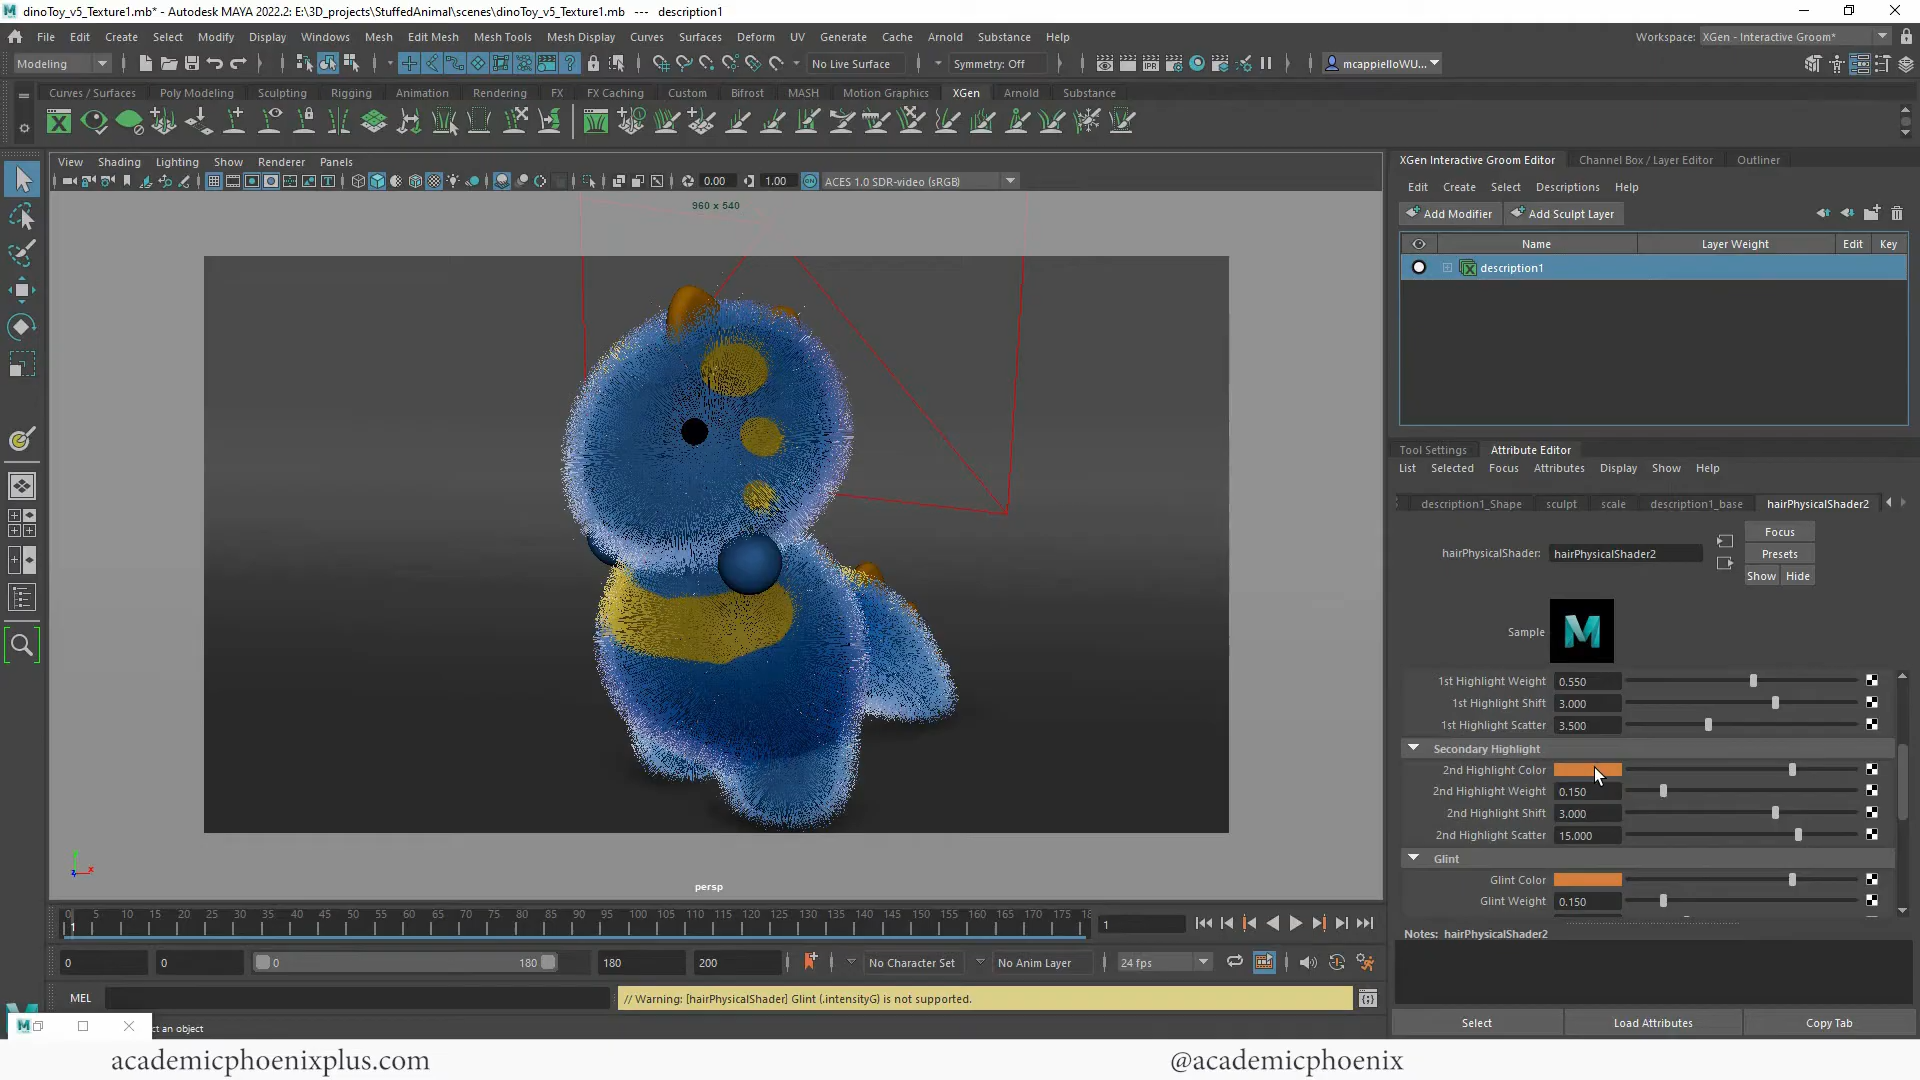 dinoToy_v5_Texture1.mb* - Autodesk MAYA 2022.2: E:\3D_projects\StuffedAnimal\scenes\dinoToy_v5_Texture1.mb --- description1
File Edit Create Select Modify Display Windows Mesh Edit Mesh Mesh Tools Mesh Display Curves Surfaces Deform UV Generate Cache Arnold Substance Help Workspace: XGen - Interactive Groom*
Modeling No Live Surface Symmetry: Off mcappielloWU...
Curves / Surfaces Poly Modeling Sculpting Rigging Animation Rendering FX FX Caching Custom Bifrost MASH Motion Graphics XGen Arnold Substance
View Shading Lighting Show Renderer Panels
0.00 1.00 ACES 1.0 SDR-video (sRGB)
960 x 540
persp
XGen Interactive Groom Editor Channel Box / Layer Editor Outliner
Edit Create Select Descriptions Help
Add Modifier Add Sculpt Layer
Name Layer Weight Edit Key
description1
Tool Settings Attribute Editor
List Selected Focus Attributes Display Show Help
description1_Shape sculpt scale description1_base hairPhysicalShader2
hairPhysicalShader: hairPhysicalShader2
Focus
Presets
Show Hide
Sample
1st Highlight Weight 0.550
1st Highlight Shift 3.000
1st Highlight Scatter 3.500
Secondary Highlight
2nd Highlight Color
2nd Highlight Weight 0.150
2nd Highlight Shift 3.000
2nd Highlight Scatter 15.000
Glint
Glint Color
Glint Weight 0.150
Notes: hairPhysicalShader2
Select Load Attributes Copy Tab
0 5 10 15 20 25 30 35 40 45 50 55 60 65 70 75 80 85 90 95 100 105 110 115 120 125 130 135 140 145 150 155 160 165 170 175 18
1 1
0 0 0 180 180 200 No Character Set No Anim Layer 24 fps
MEL // Warning: [hairPhysicalShader] Glint (.intensityG) is not supported.
ct an object
academicphoenixplus.com @academicphoenix